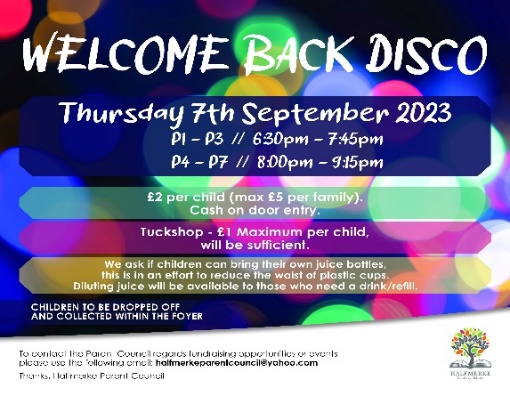 WELCOME BACK DISCO
Thursday 7th September 2023
P1 - P3 // 6:30pm - 7:45pm
P4 - P7 // 8:00pm - 9:15pm
£2 per child (max £5 per family).
Cash on door entry.
Tuckshop - £1 Maximum per child,
will be sufficient.
We ask if children can bring their own juice bottles,
this is an effort to reduce the waist of plastic cups.
Diluting juice will be available to those who need a drink/refill.
CHILDREN TO BE DROPPED OFF
AND COLLECTED WITHIN THE FOYER
To contact the Parent Council regards fundraising opportunities or events
please use the following email: halfmerkeparentcouncil@yahoo.com
Thanks, Halfmerke Parent Council
HALFMERKE